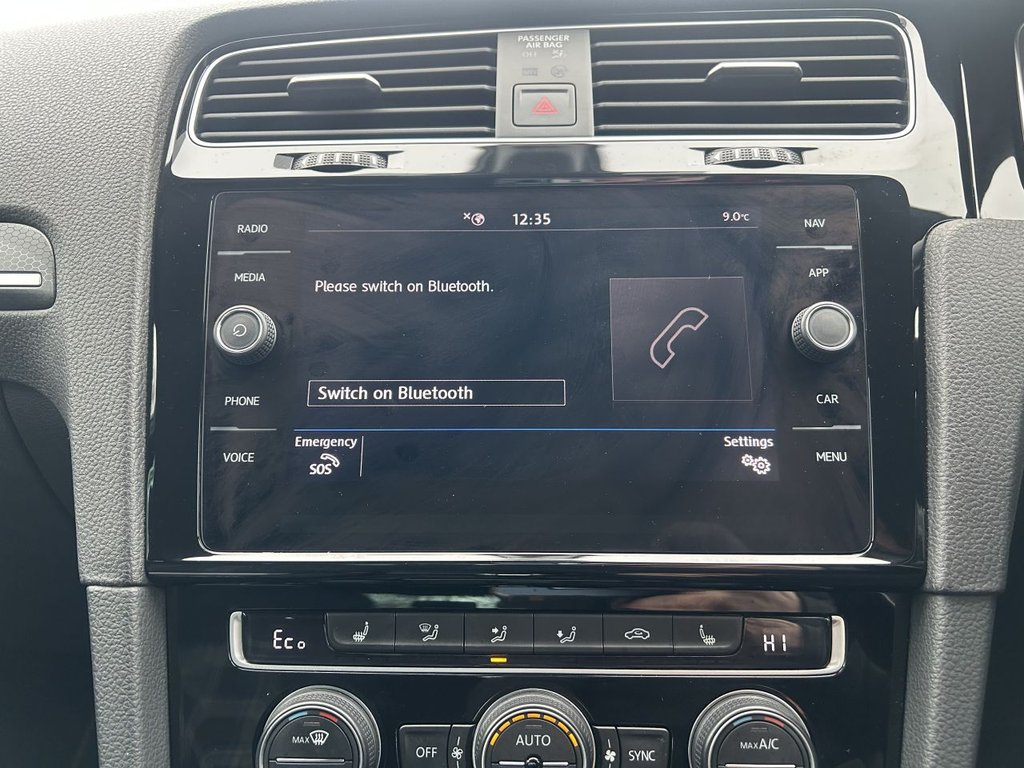 PASSENGER
AIR BAG
OFF
RADIO
12:35
9.0°C
NAV
MEDIA
Please switch on Bluetooth.
APP
PHONE
Switch on Bluetooth
CAR
VOICE
Emergency
SOS
Settings
MENU
Eco
HI
MAX
OFF
AUTO
SYNC
MAX A/C